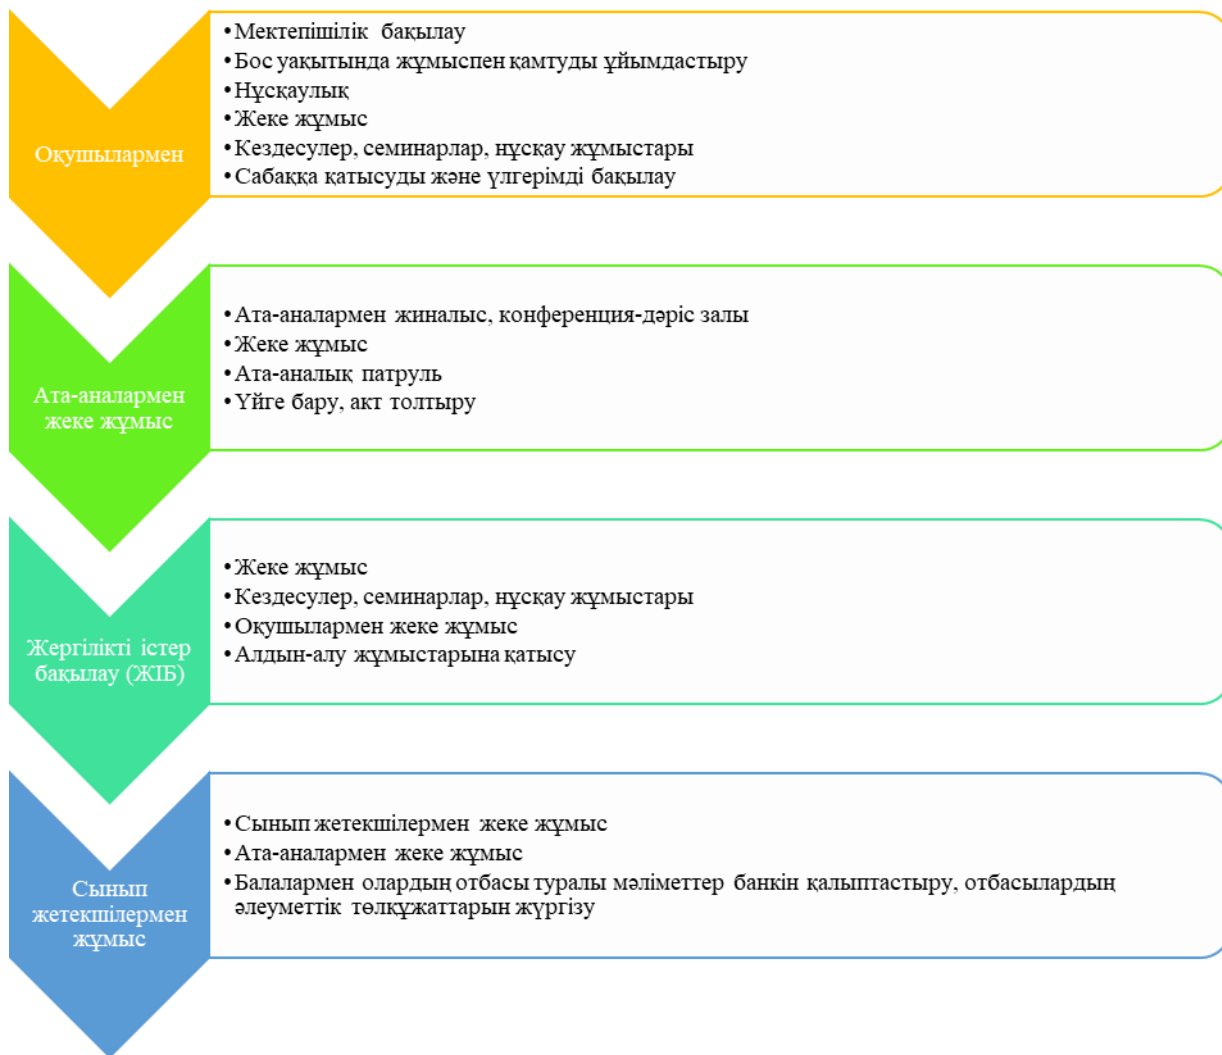 Оқушылармен
•Мектепішілік бақылау
•Бос уақытында жұмыспен қамтуды ұйымдастыру
•Нұсқаулық
•Жеке жұмыс
•Кездесулер, семинарлар, нұсқау жұмыстары
•Сабаққа қатысуды және үлгерімді бақылау
Ата-аналармен
жеке жұмыс
•Ата-аналармен жиналыс, конференция-дәріс залы
•Жеке жұмыс
•Ата-аналық патруль
•Үйге бару, акт толтыру
Жергілікті істер
бақылау (ЖІБ)
•Жеке жұмыс
•Кездесулер, семинарлар, нұсқау жұмыстары
•Оқушылармен жеке жұмыс
•Алдын-алу жұмыстарына қатысу
Сынып
жетекшілермен
жұмыс
•Сынып жетекшілермен жеке жұмыс
•Ата-аналармен жеке жұмыс
•Балалармен олардың отбасы туралы мәліметтер банкін қалыптастыру, отбасылардың
әлеуметтік төлқұжаттарын жүргізу